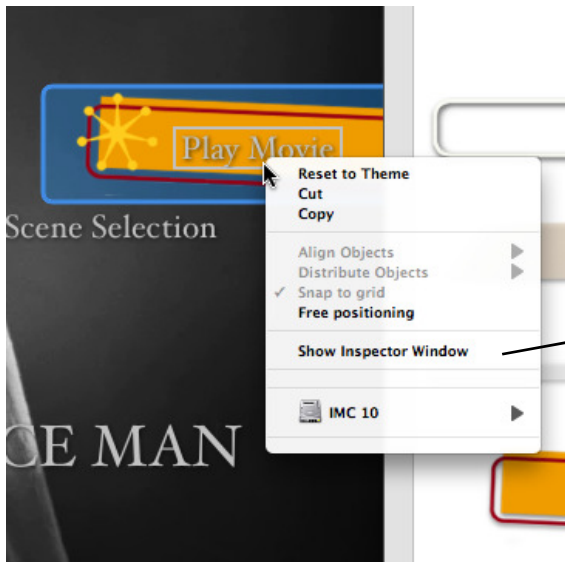 Play Movie
Reset to Theme
Cut
Copy
Scene Selection
Align Objects
Distribute Objects
✓ Snap to grid
Free positioning
Show Inspector Window
IMC 10
CE MAN